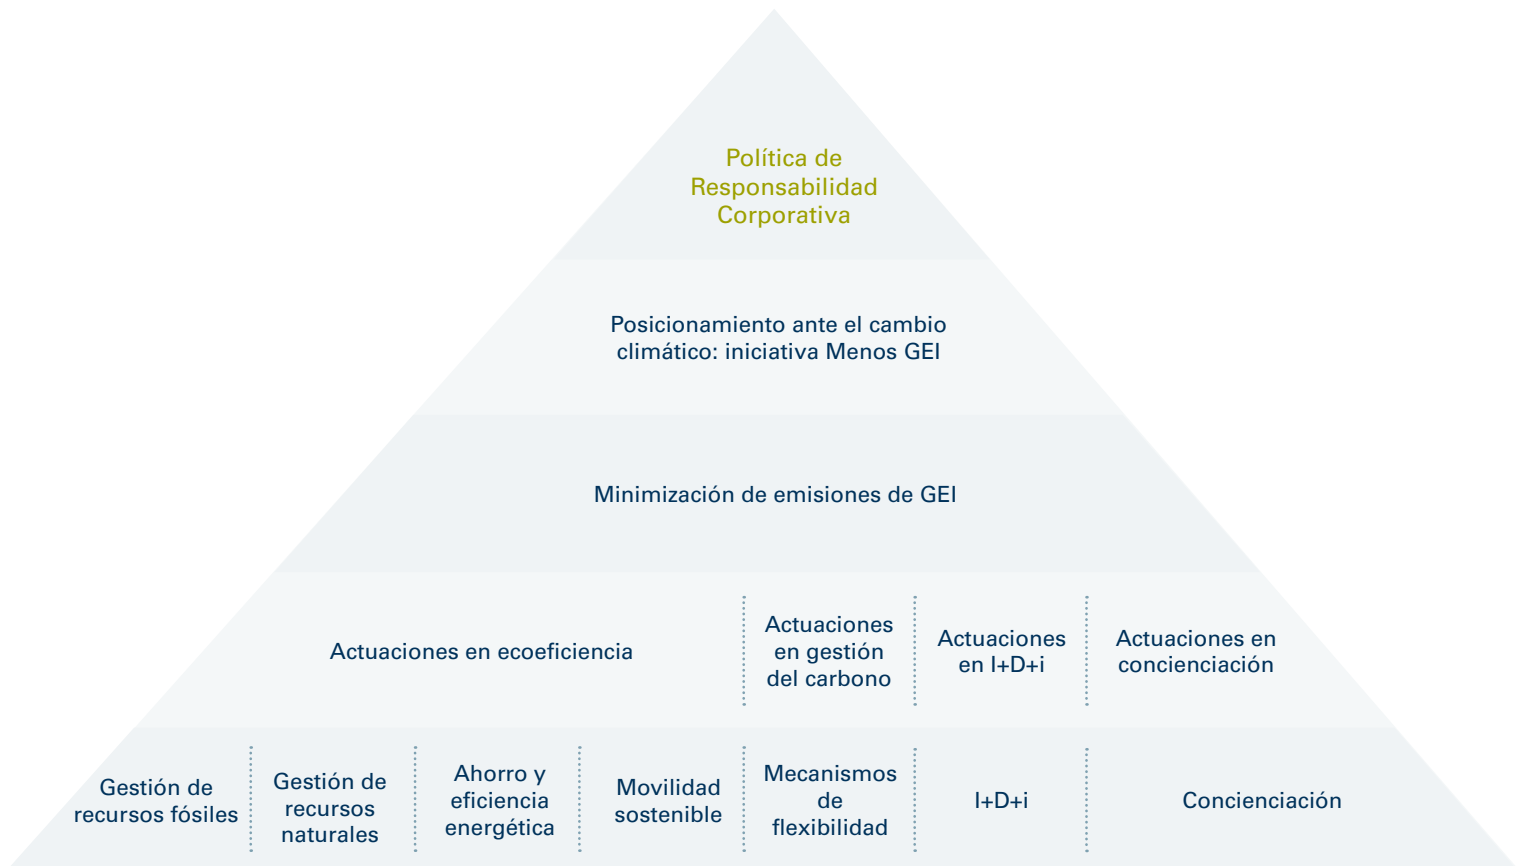 Política de
Responsabilidad
Corporativa
Posicionamiento ante el cambio
climático: iniciativa Menos GEI
Minimización de emisiones de GEI
Actuaciones en ecoeficiencia
Actuaciones
en gestión
del carbono
Actuaciones
en I+D+i
Actuaciones en
concienciación
Gestión de
recursos fósiles
Gestión de
recursos
naturales
Ahorro y
eficiencia
energética
Movilidad
sostenible
Mecanismos
de
flexibilidad
I+D+i
Concienciación